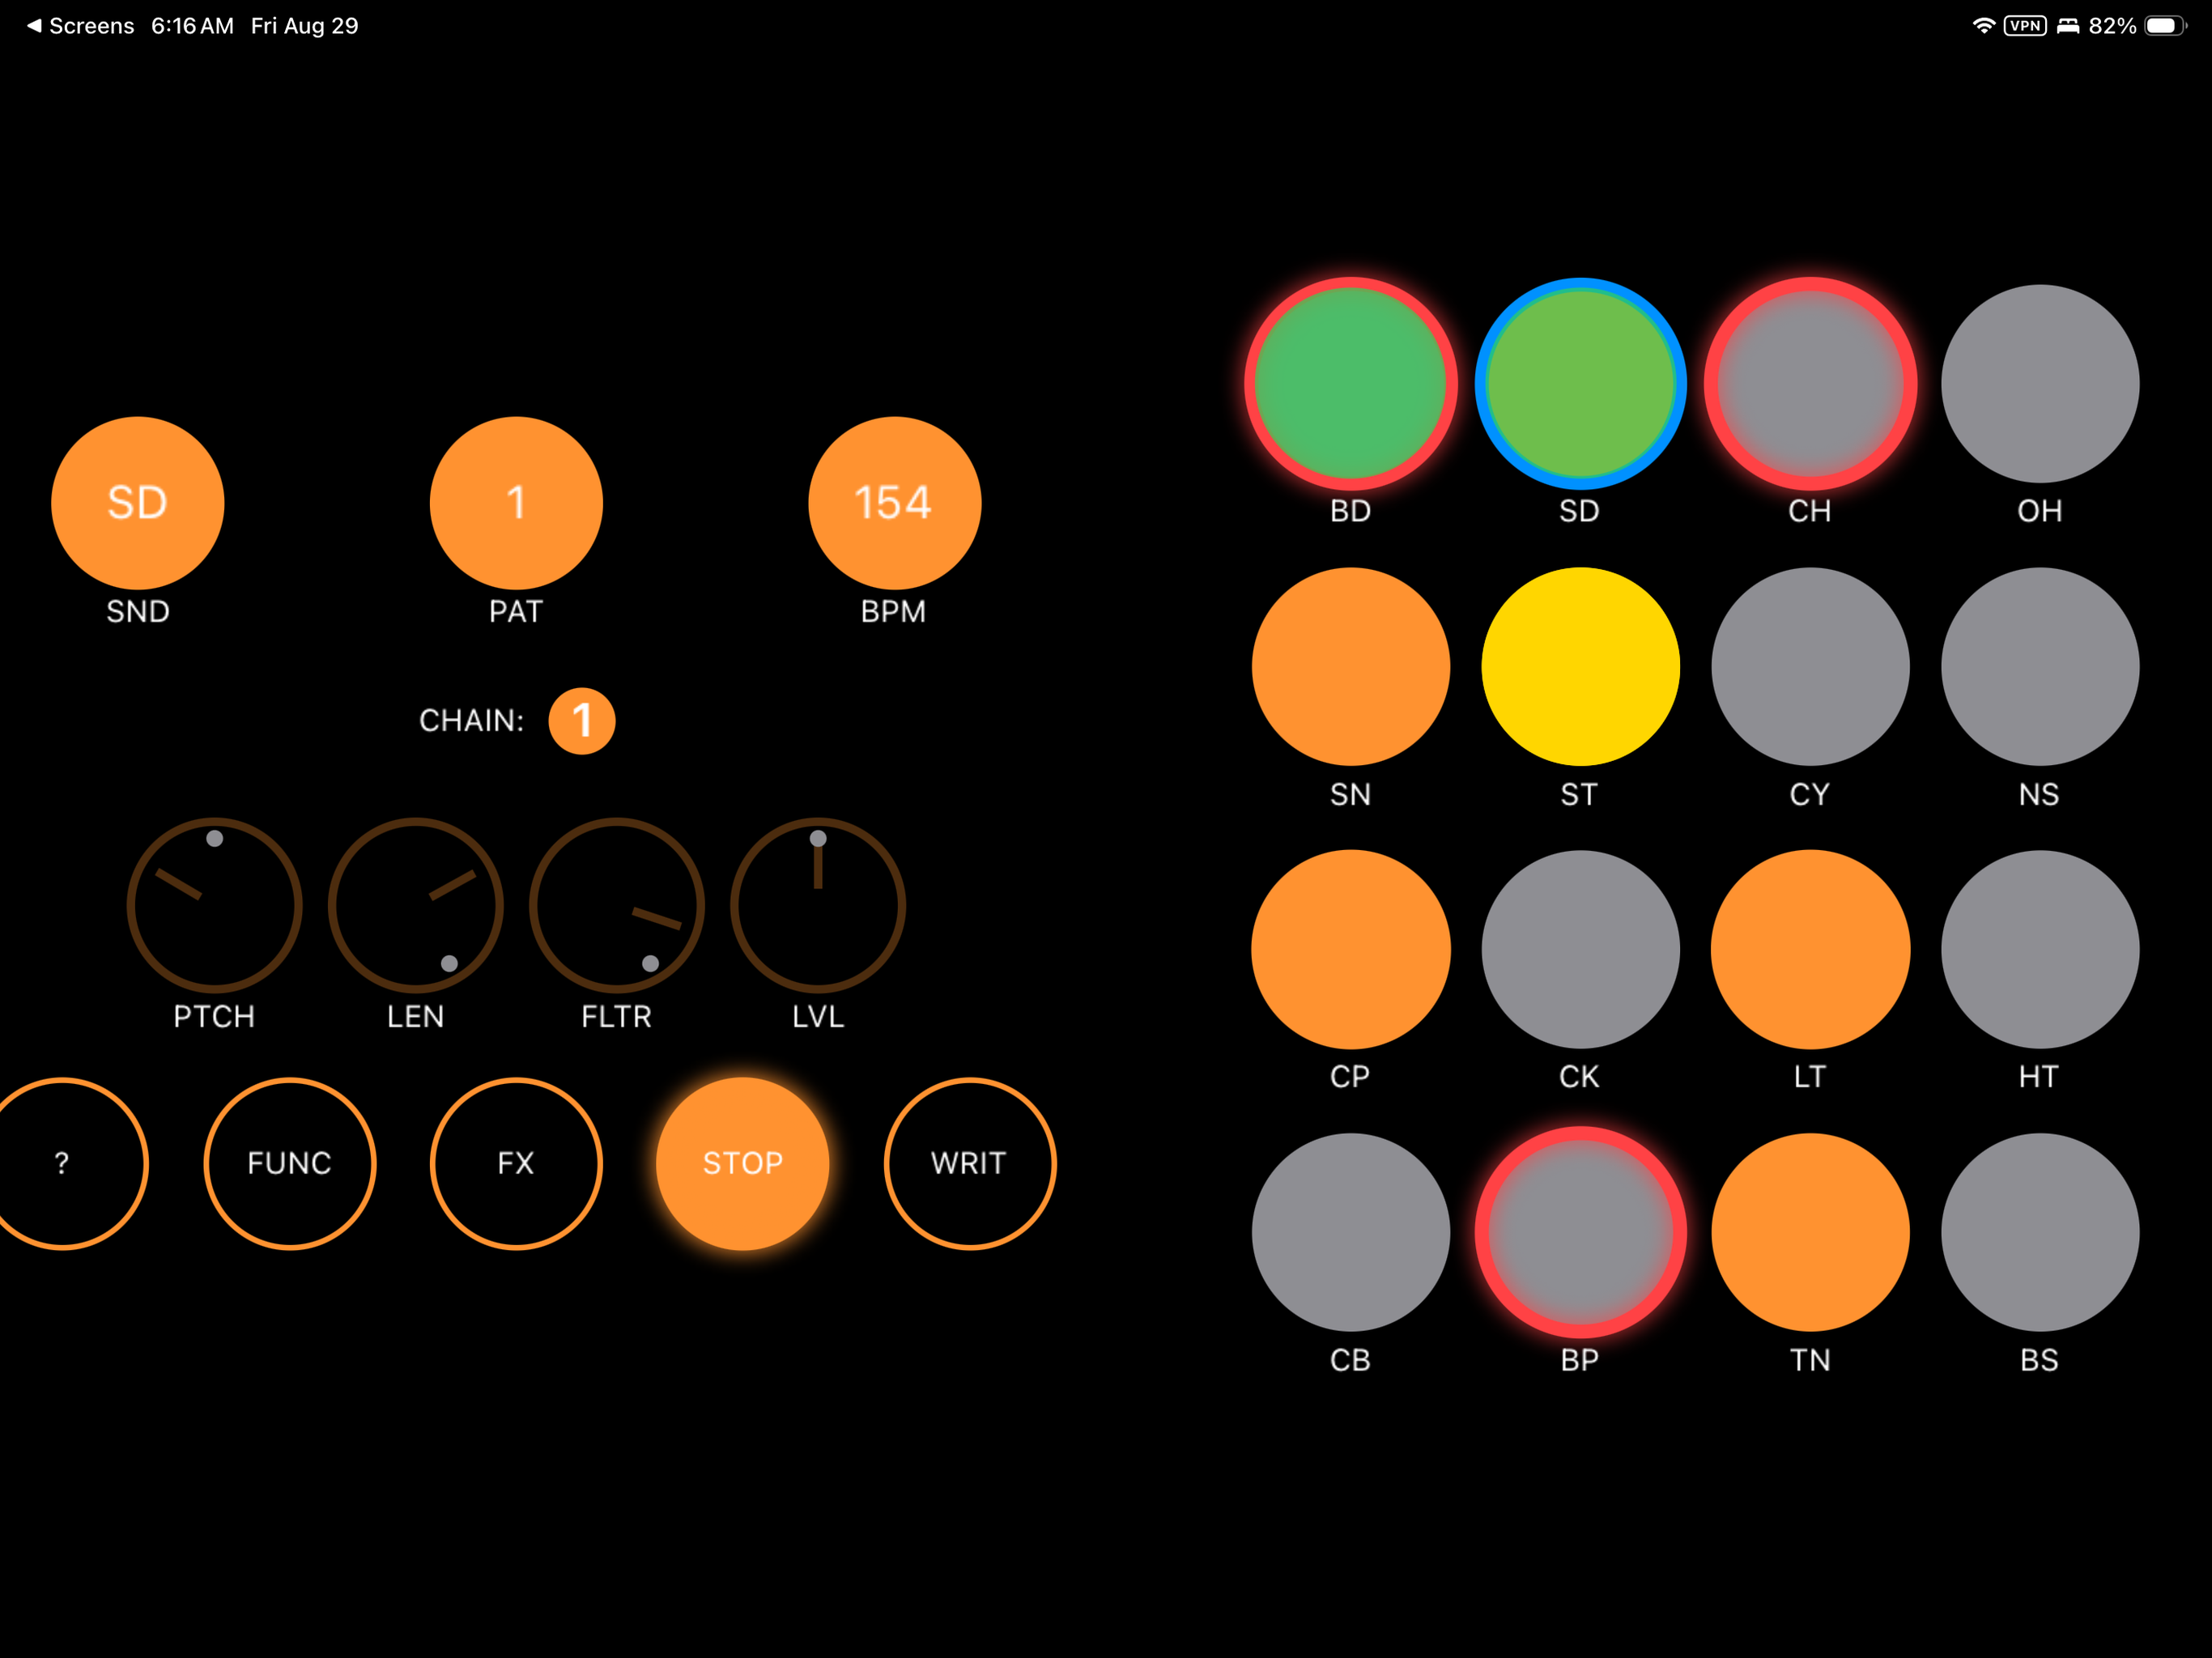 Screens 6:16 AM Fri Aug 29
VPN 82%
SD 1 154
SND PAT BPM
CHAIN: 1
PTCH LEN FLTR LVL
? FUNC FX STOP WRIT
BD SD CH OH
SN ST CY NS
CP CK LT HT
CB BP TN BS